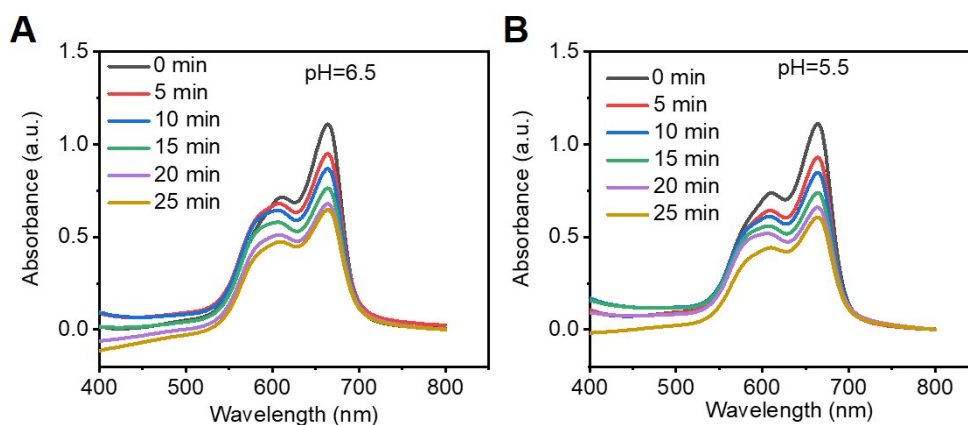 A
1.5
1.0
0.5
0.0
Absorbance (a.u.)
pH=6.5
0 min
5 min
10 min
15 min
20 min
25 min
400 500 600 700 800
Wavelength (nm)
B
1.5
1.0
0.5
0.0
Absorbance (a.u.)
pH=5.5
0 min
5 min
10 min
15 min
20 min
25 min
400 500 600 700 800
Wavelength (nm)